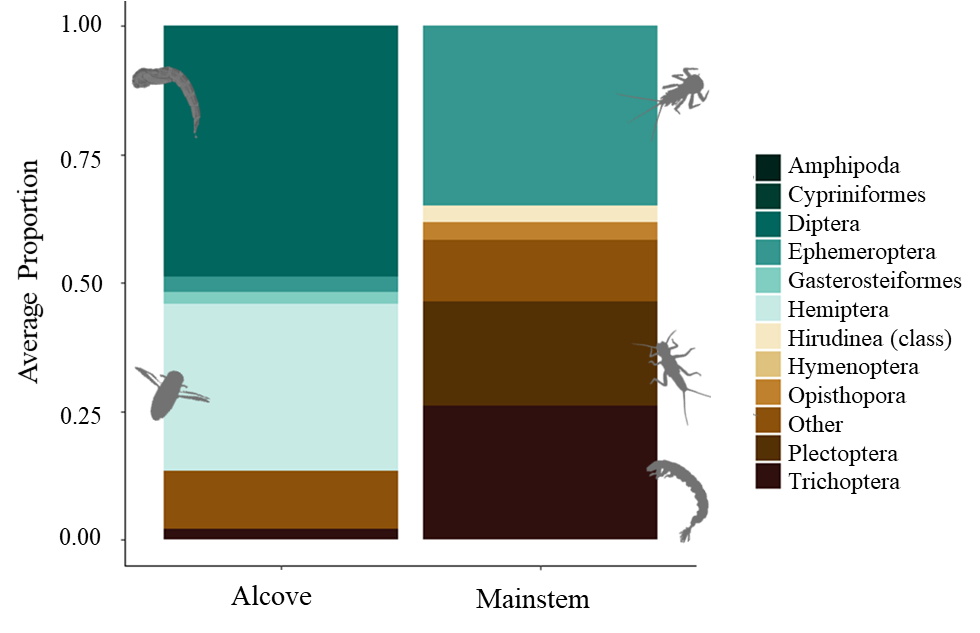 1.00
0.75
0.50
0.25
0.00
Average Proportion
Alcove
Mainstem
Amphipoda
Cypriniformes
Diptera
Ephemeroptera
Gasterosteiformes
Hemiptera
Hirudinea (class)
Hymenoptera
Opisthopora
Other
Plectoptera
Trichoptera